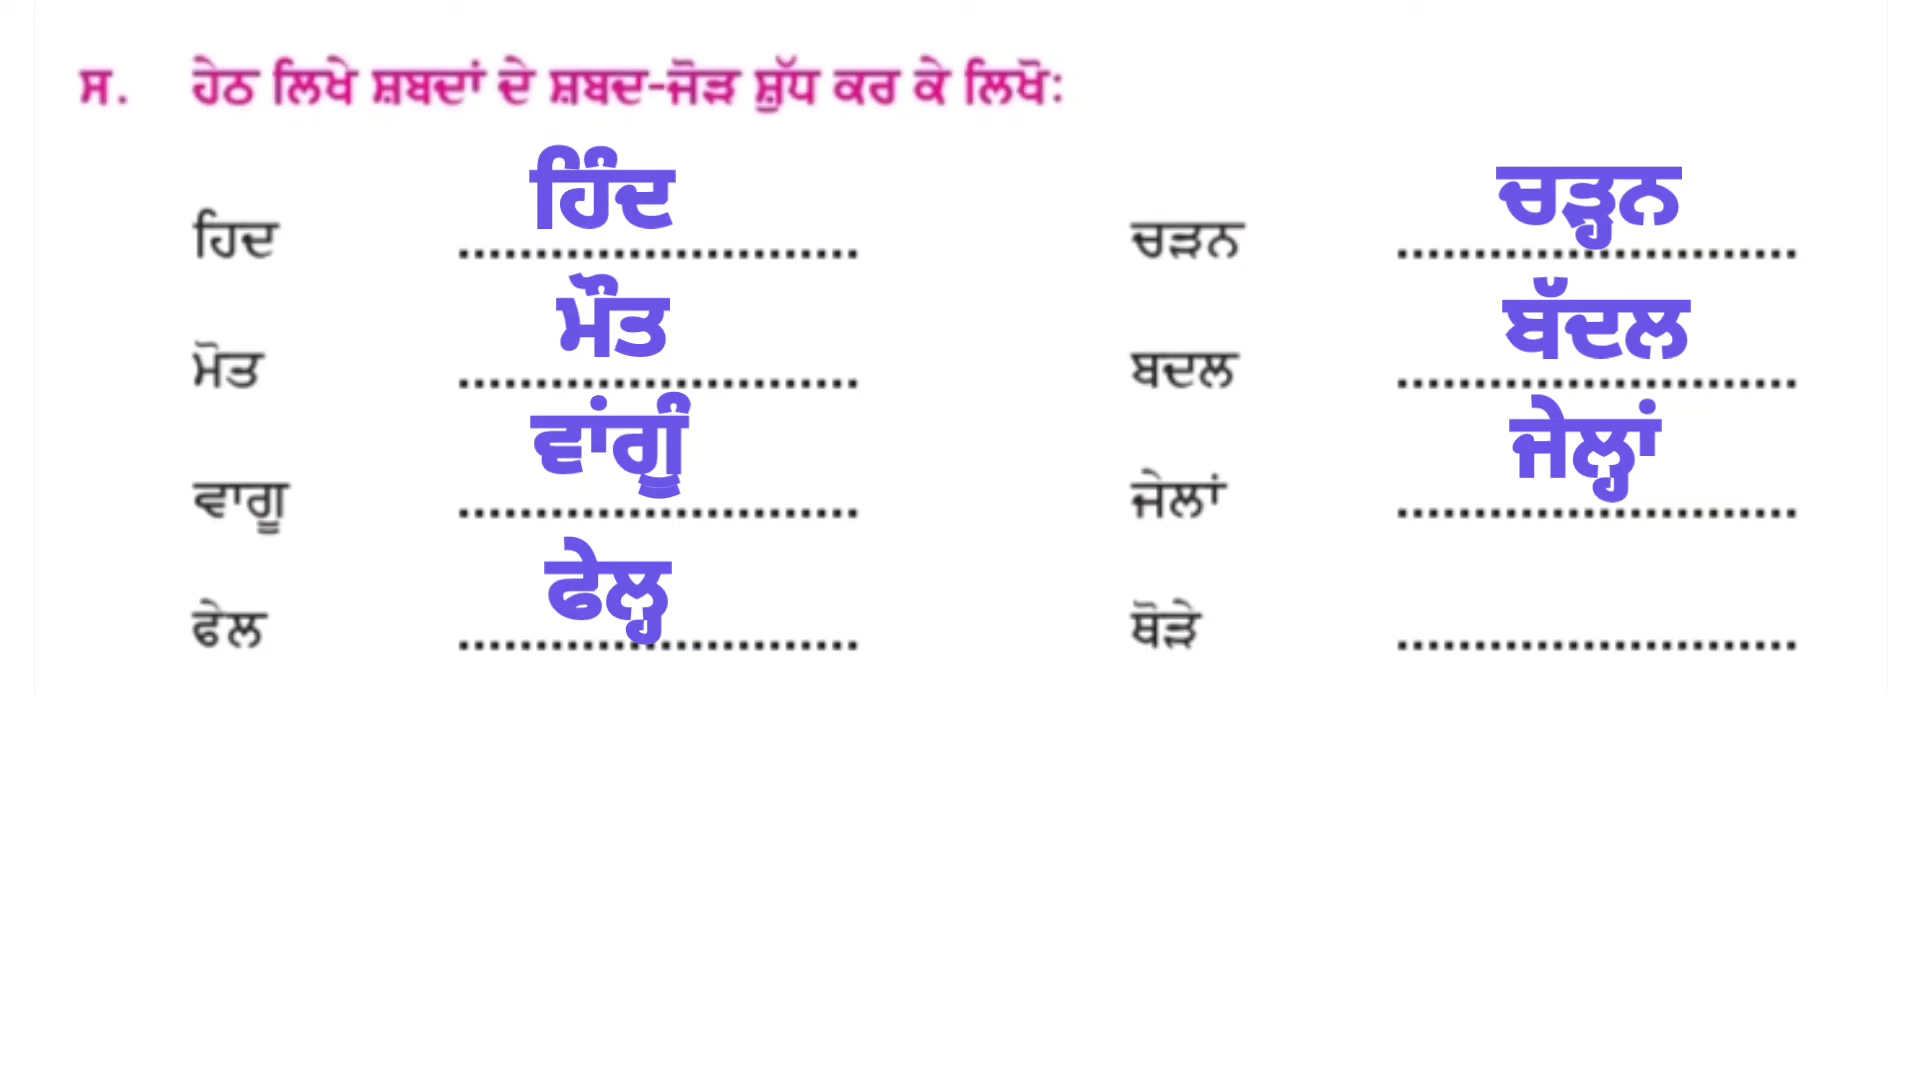 ਸ. ਹੇਠ ਲਿਖੇ ਸ਼ਬਦਾਂ ਦੇ ਸ਼ਬਦ-ਜੋੜ ਸ਼ੁੱਧ ਕਰ ਕੇ ਲਿਖੋ:
ਹਿਦ ਹਿੰਦ ਚੜਨ ਚੜ੍ਹਨ
ਮੋਤ ਮੌਤ ਬਦਲ ਬੱਦਲ
ਵਾਗੂ ਵਾਂਗੂੰ ਜੇਲਾਂ ਜੇਲ੍ਹਾਂ
ਫੇਲ ਫੇਲ੍ਹ ਥੋੜੇ